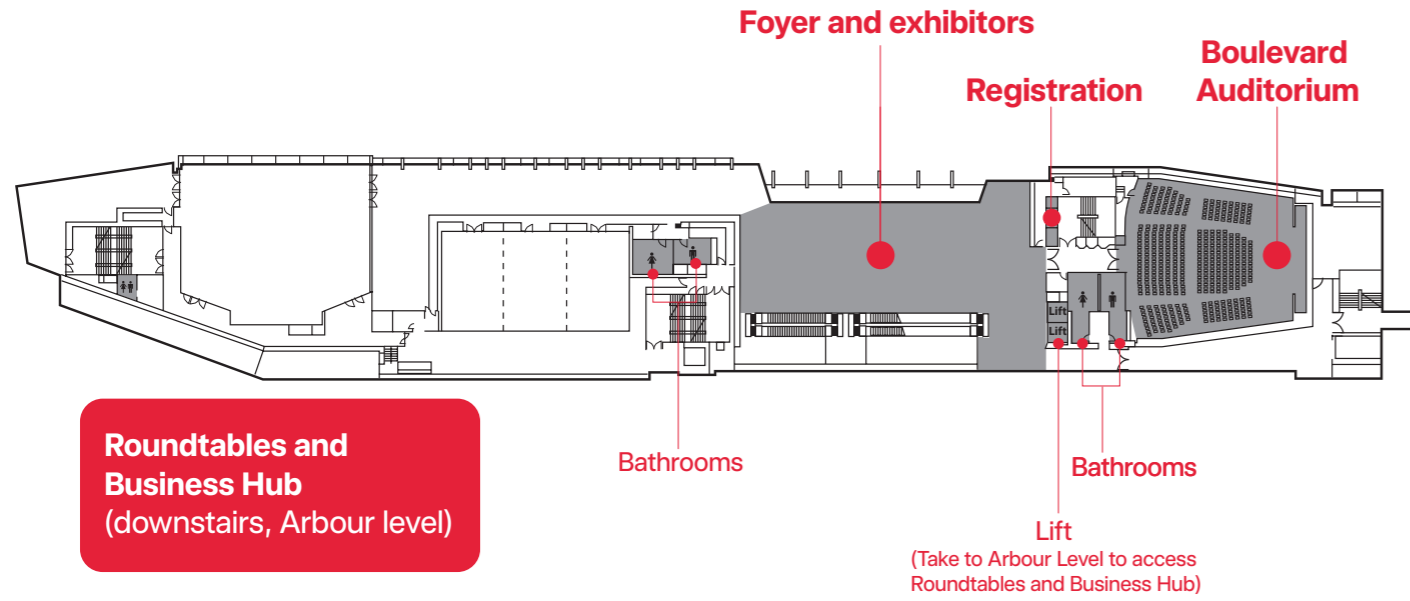 Foyer and exhibitors
Boulevard
Auditorium
Registration
Lift
Lift
Roundtables and
Business Hub
(downstairs, Arbour level)
Bathrooms
Bathrooms
Lift
(Take to Arbour Level to access
Roundtables and Business Hub)